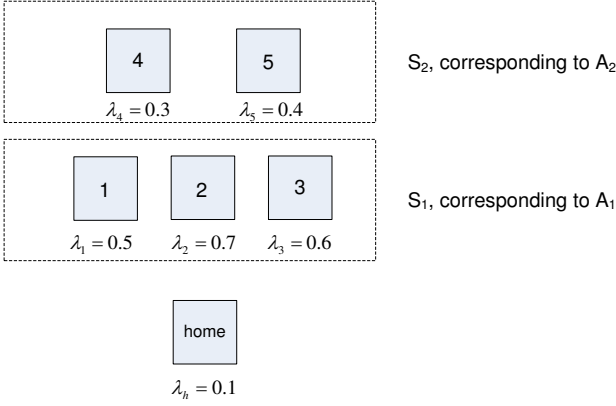 4 5
S₂, corresponding to A₂
λ₄ = 0.3 λ₅ = 0.4
1 2 3
S₁, corresponding to A₁
λ₁ = 0.5 λ₂ = 0.7 λ₃ = 0.6
home
λₕ = 0.1